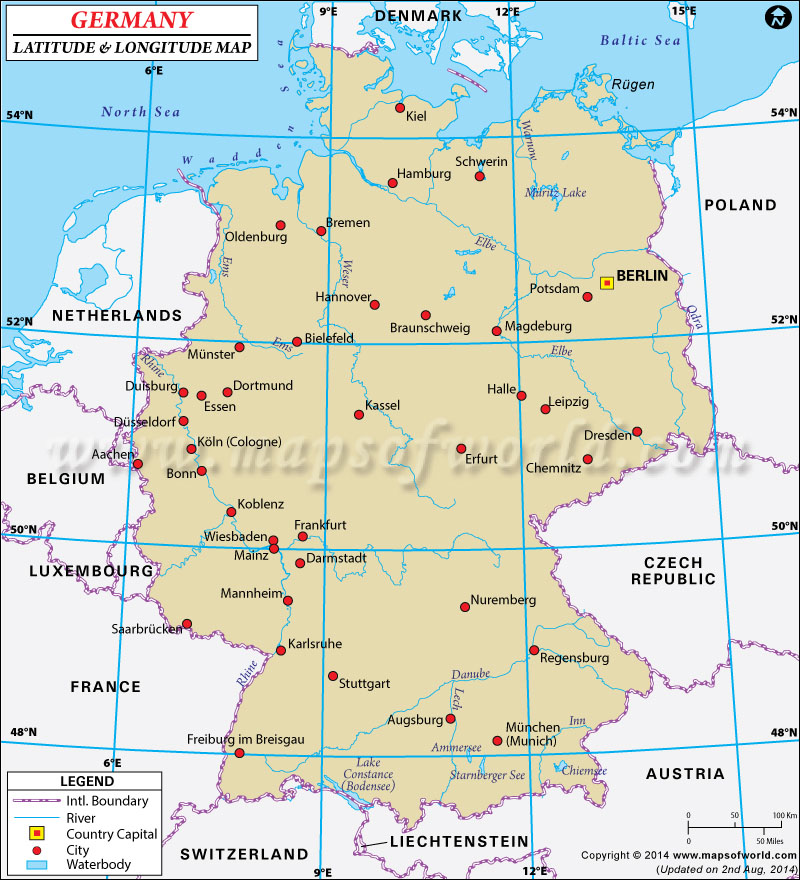 GERMANY
LATITUDE & LONGITUDE MAP
DENMARK
9°E
12°E
15°E
N
6°E
Baltic Sea
Rügen
North Sea
Wadden Sea
54°N
54°N
Kiel
Warnow
Schwerin
Hamburg
Müritz Lake
POLAND
Bremen
Oldenburg
Elbe
Ems
Weser
BERLIN
Potsdam
Hannover
NETHERLANDS
Braunschweig
Magdeburg
Odra
52°N
52°N
Bielefeld
Ems
Münster
Elbe
Rhine
Duisburg
Dortmund
Essen
Halle
Leipzig
Kassel
Düsseldorf
Dresden
Köln (Cologne)
www.mapsofworld.com
Aachen
Erfurt
Chemnitz
Bonn
BELGIUM
Koblenz
Frankfurt
50°N
50°N
Wiesbaden
Mainz
Darmstadt
LUXEMBOURG
CZECH
REPUBLIC
Mannheim
Nuremberg
Saarbrücken
Karlsruhe
Regensburg
Rhine
Danube
FRANCE
Stuttgart
Lech
Augsburg
Inn
München
(Munich)
48°N
48°N
Freiburg im Breisgau
Ammersee
6°E
Lake
Constance
(Bodensee)
Starnberger See
Chiemsee
AUSTRIA
LEGEND
Intl. Boundary
River
Country Capital
City
Waterbody
0 50 100 Km
0 50 Miles
LIECHTENSTEIN
SWITZERLAND
9°E
12°E
Copyright © 2014 www.mapsofworld.com
(Updated on 2nd Aug, 2014)